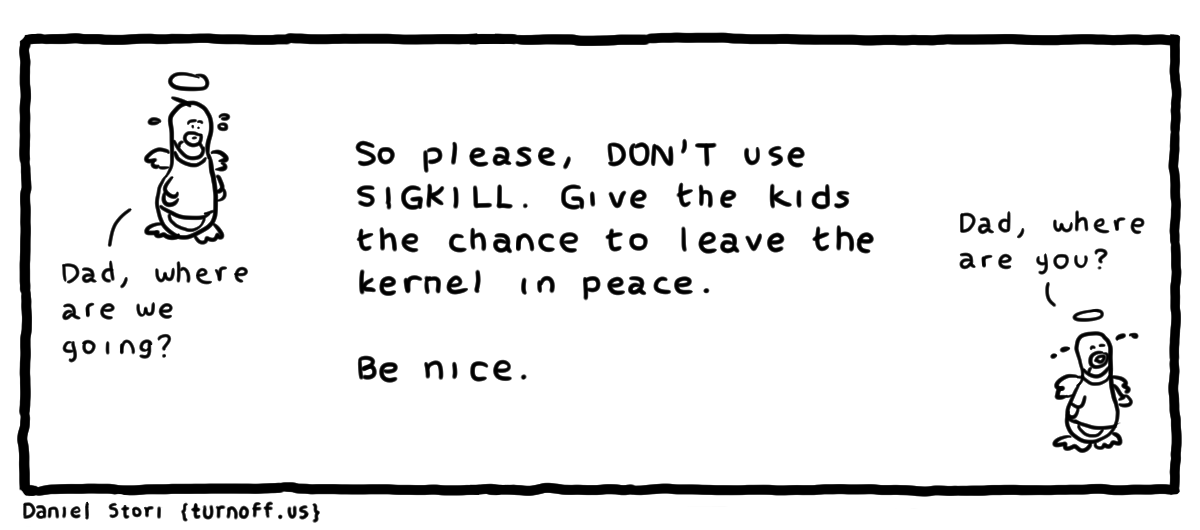 So please, DON'T use
SIGKILL. Give the kids
the chance to leave the
kernel in peace.
Be nice.
Dad, where
are we
going?
Dad, where
are you?
Daniel Stori {turnoff.us}